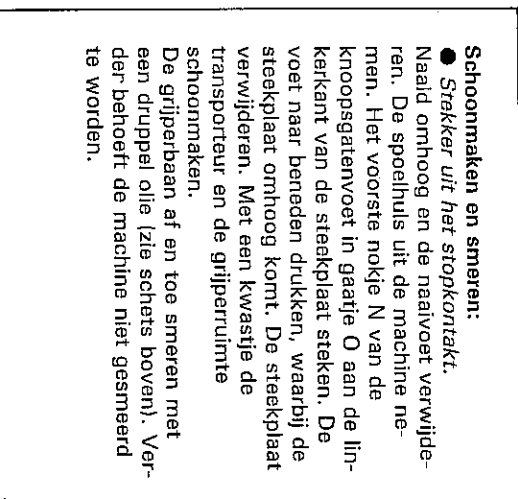 Schoonmaken en smeren:
● Stekker uit het stopkontakt.
Naald omhoog en de naaivoet verwijde-
ren. De spoelhuls uit de machine ne-
men. Het voorste nokje N van de
knoopsgatenvoet in gaatje O aan de lin-
kerkant van de steekplaat steken. De
voet naar beneden drukken, waarbij de
steekplaat omhoog komt. De steekplaat
verwijderen. Met een kwastje de
transporteur en de grijperruimte
schoonmaken.
De grijperbaan af en toe smeren met
een druppel olie (zie schets boven). Ver-
der behoeft de machine niet gesmeerd
te worden.